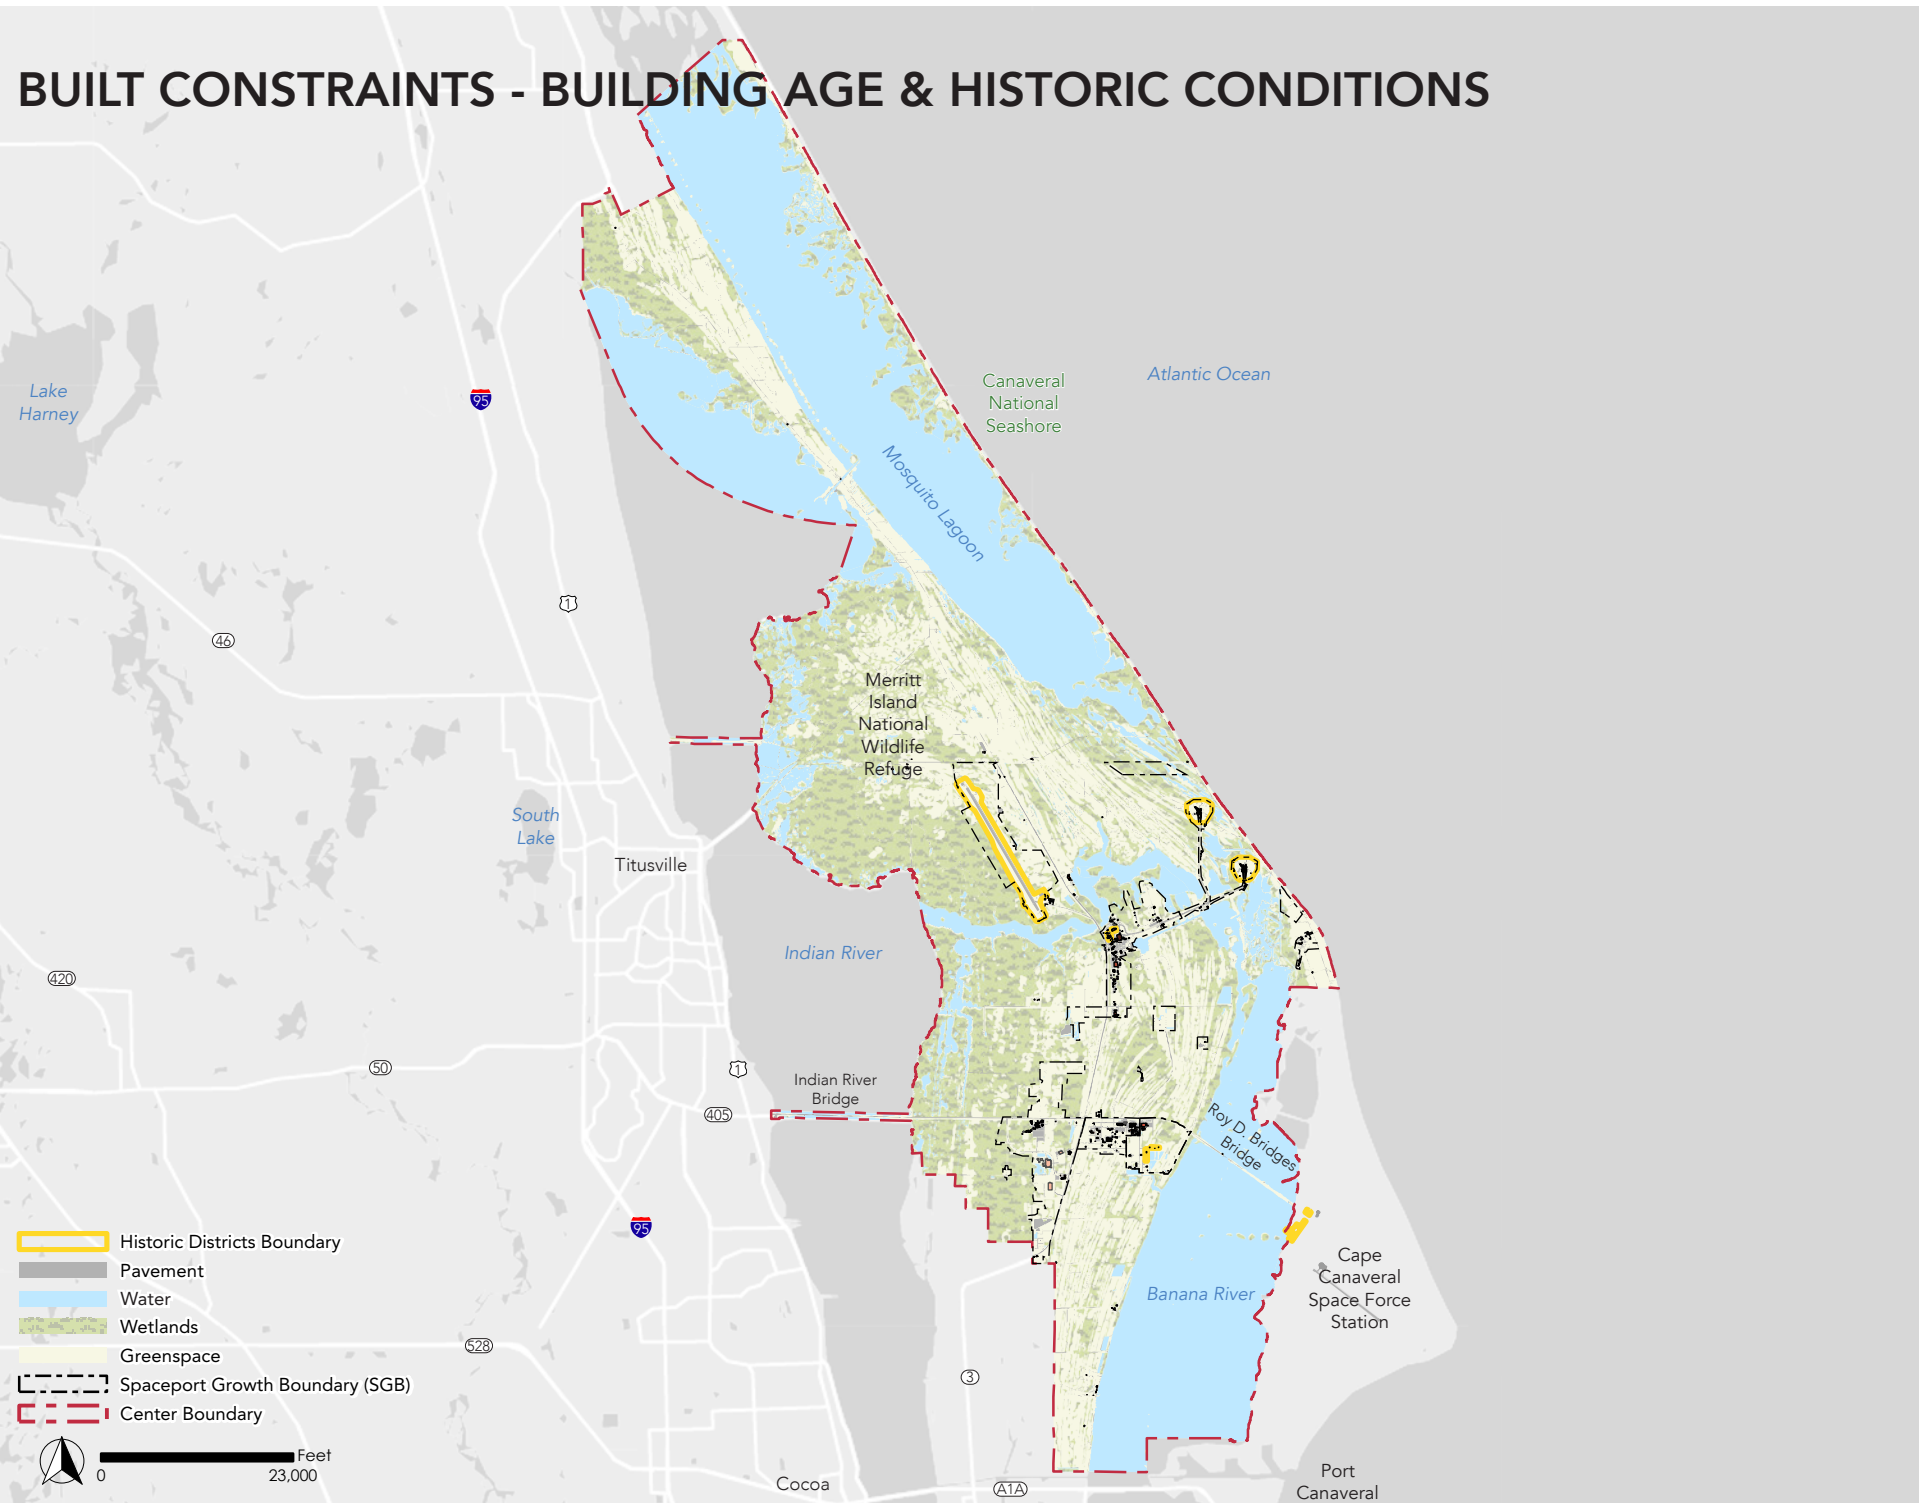 BUILT CONSTRAINTS - BUILDING AGE & HISTORIC CONDITIONS
Lake
Harney
95
Canaveral
National
Seashore
Atlantic Ocean
Mosquito Lagoon
1
46
Merritt
Island
National
Wildlife
Refuge
South
Lake
Titusville
Indian River
420
50
1
Indian River
Bridge
405
Roy D. Bridges
Bridge
95
Cape
Canaveral
Space Force
Station
Banana River
528
3
Historic Districts Boundary
Pavement
Water
Wetlands
Greenspace
Spaceport Growth Boundary (SGB)
Center Boundary
Feet
0
23,000
Cocoa
A1A
Port
Canaveral